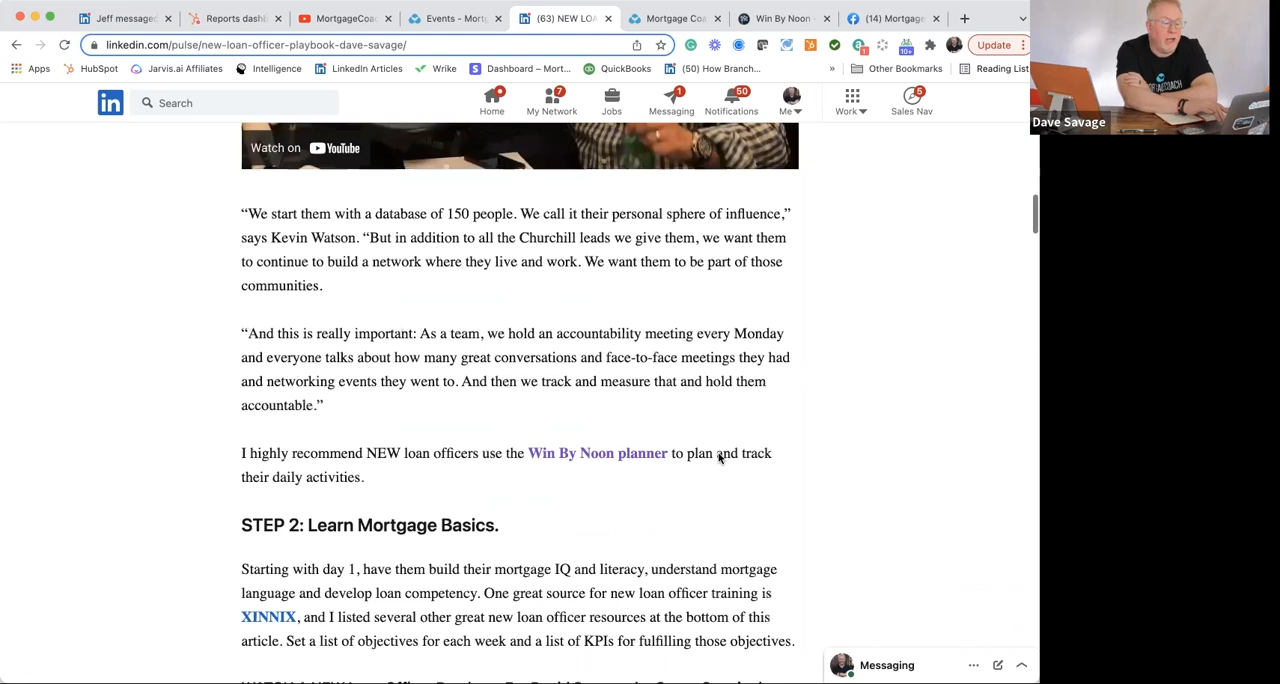 Jeff message
Reports dash
MortgageCoac
Events - Mort
(63) NEW LOA
Mortgage Coa
Win By Noon
(14) Mortgage
linkedin.com/pulse/new-loan-officer-playbook-dave-savage/
1
10+
Update
Apps
HubSpot
Jarvis.ai Affiliates
Intelligence
LinkedIn Articles
Wrike
Dashboard – Mort...
QuickBooks
(50) How Branch...
»
Other Bookmarks
Reading List
in
Search
7
1
50
5
Home
My Network
Jobs
Messaging
Notifications
Me
Work
Sales Nav
Dave Savage
Watch on YouTube
“We start them with a database of 150 people. We call it their personal sphere of influence,”
says Kevin Watson. “But in addition to all the Churchill leads we give them, we want them
to continue to build a network where they live and work. We want them to be part of those
communities.
“And this is really important: As a team, we hold an accountability meeting every Monday
and everyone talks about how many great conversations and face-to-face meetings they had
and networking events they went to. And then we track and measure that and hold them
accountable.”
I highly recommend NEW loan officers use the Win By Noon planner to plan and track
their daily activities.
STEP 2: Learn Mortgage Basics.
Starting with day 1, have them build their mortgage IQ and literacy, understand mortgage
language and develop loan competency. One great source for new loan officer training is
XINNIX, and I listed several other great new loan officer resources at the bottom of this
article. Set a list of objectives for each week and a list of KPIs for fulfilling those objectives.
Messaging